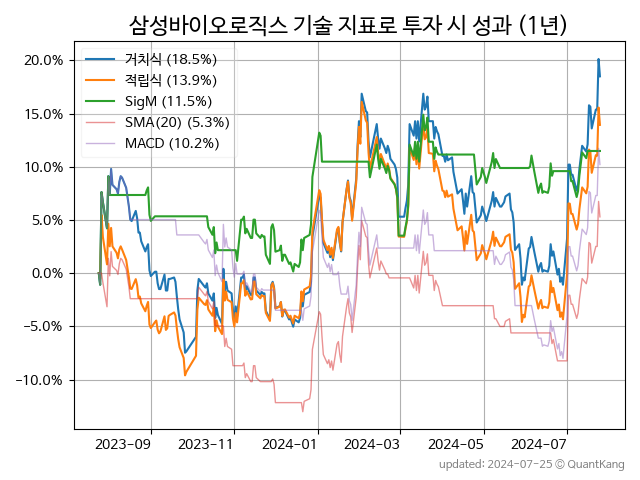 삼성바이오로직스 기술 지표로 투자 시 성과 (1년)
20.0%
15.0%
10.0%
5.0%
0.0%
−5.0%
−10.0%
거치식 (18.5%)
적립식 (13.9%)
SigM (11.5%)
SMA(20) (5.3%)
MACD (10.2%)
2023-09
2023-11
2024-01
2024-03
2024-05
2024-07
updated: 2024-07-25 © QuantKang